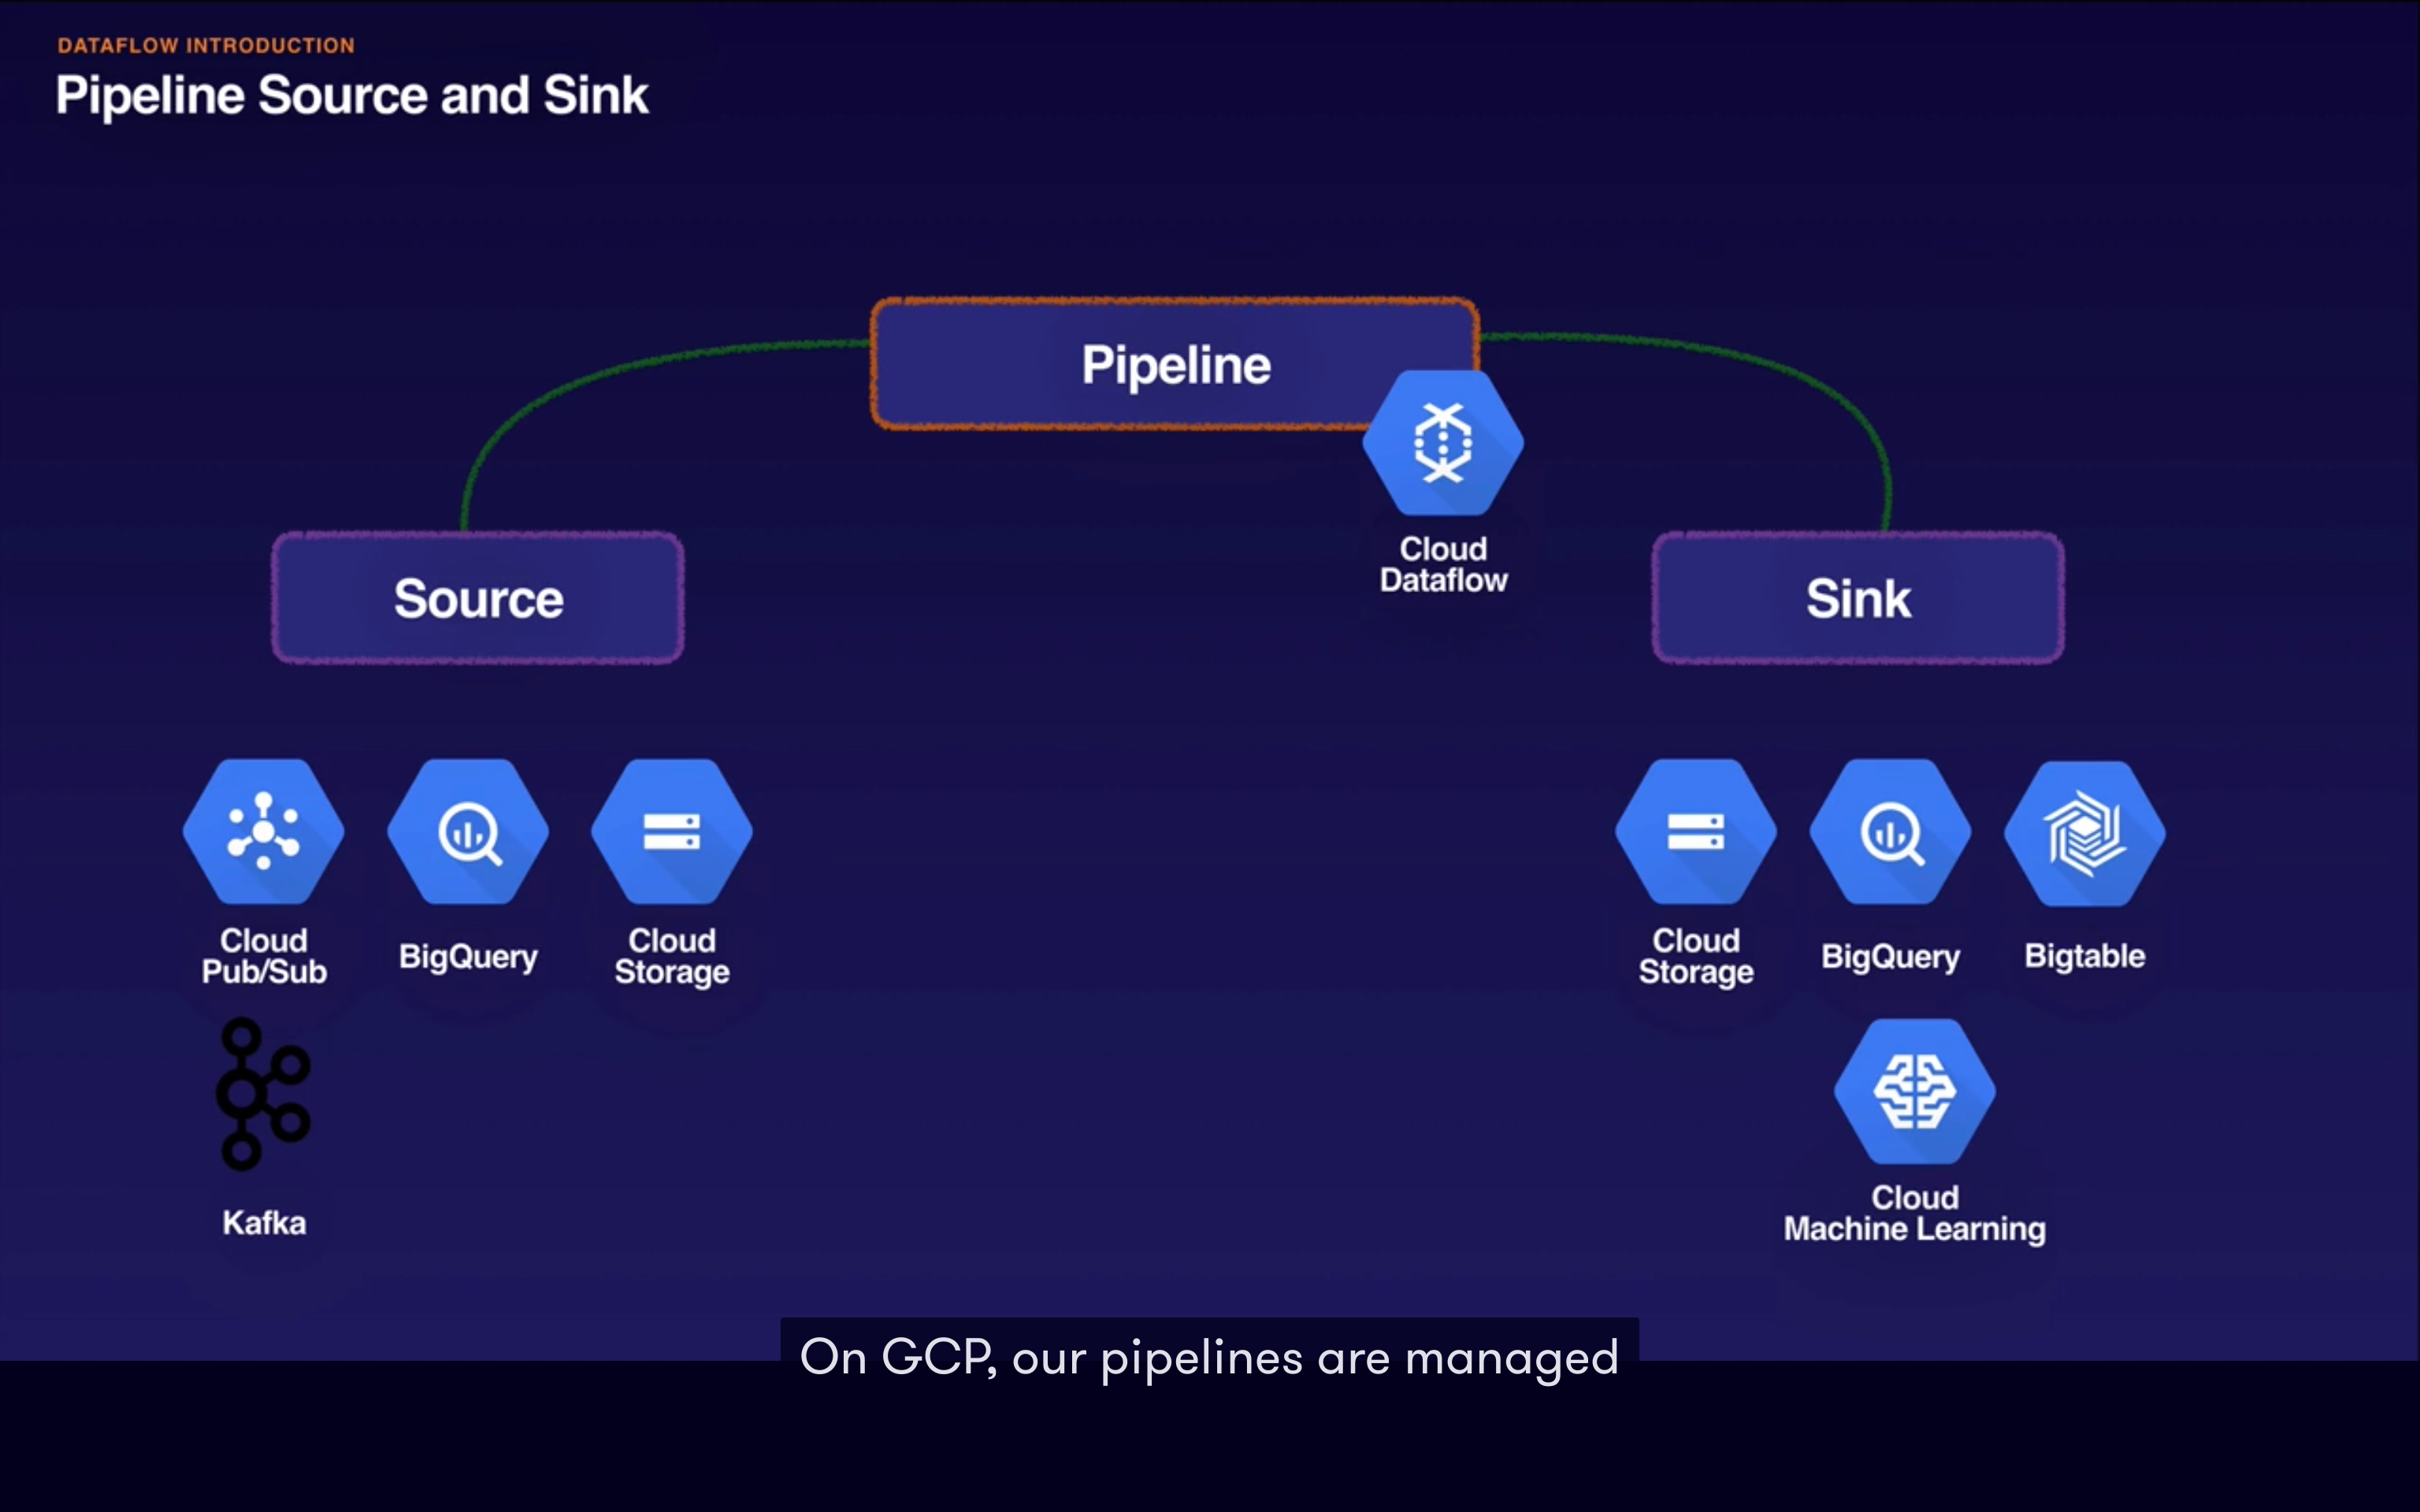 DATAFLOW INTRODUCTION
Pipeline Source and Sink
Pipeline
Cloud
Dataflow
Source
Sink
Cloud
Pub/Sub
BigQuery
Cloud
Storage
Cloud
Storage
BigQuery
Bigtable
Kafka
Cloud
Machine Learning
On GCP, our pipelines are managed